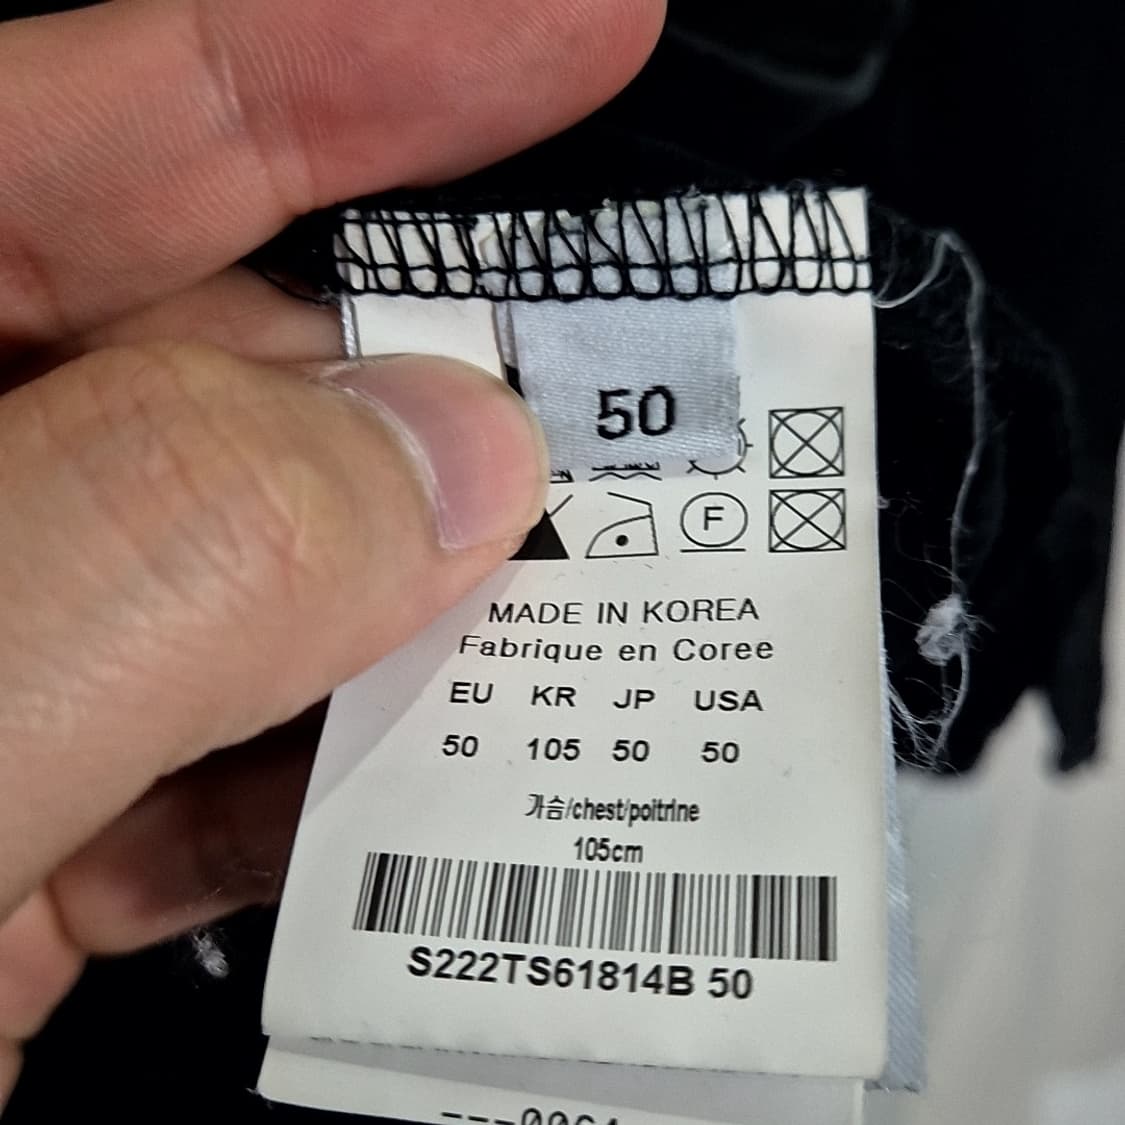 50
F
MADE IN KOREA
Fabrique en Coree
EU KR JP USA
50 105 50 50
가슴/chest/poitrine
105cm
S222TS61814B 50